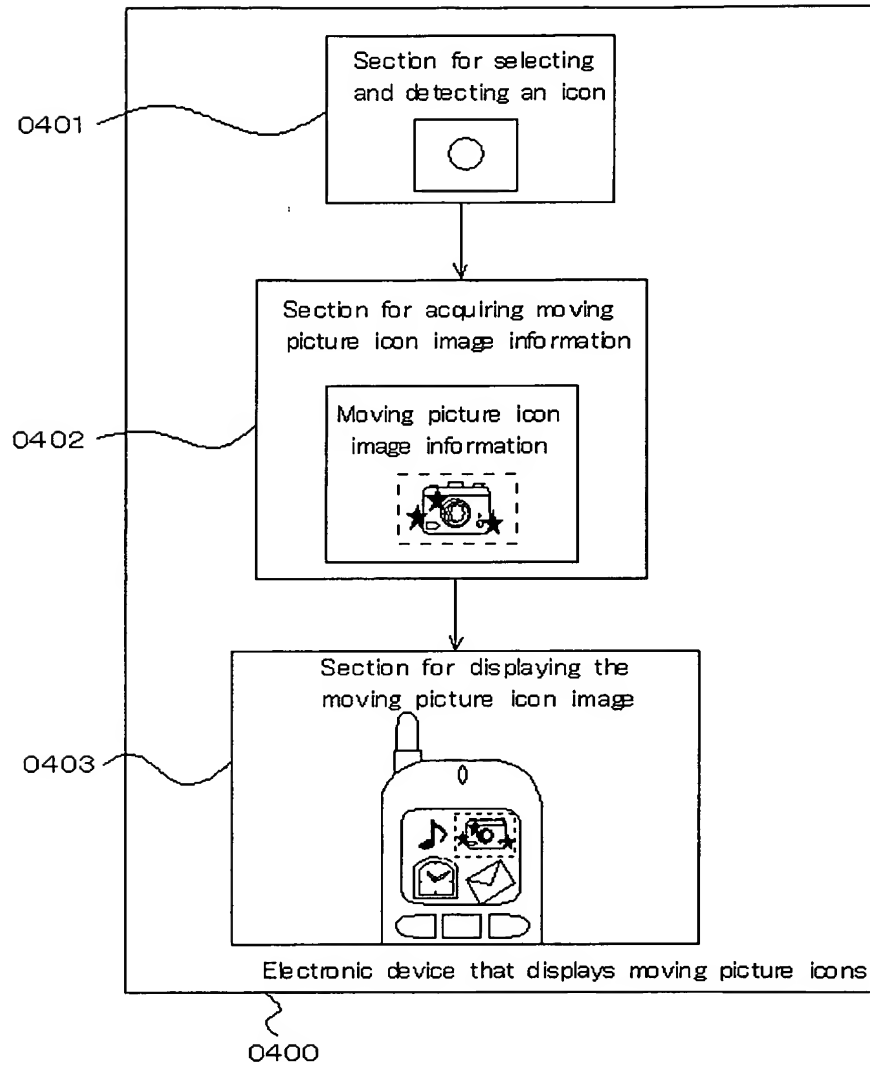 Section for selecting
and detecting an icon
0401
Section for acquiring moving
picture icon image information
Moving picture icon
image information
0402
Section for displaying the
moving picture icon image
0403
Electronic device that displays moving picture icons
0400